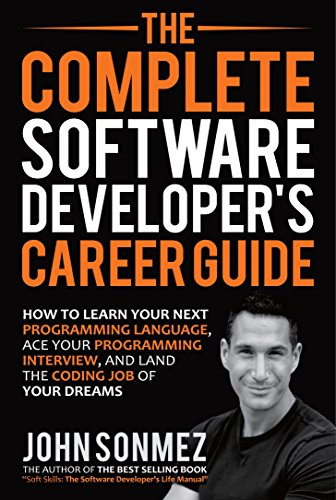 THE
COMPLETE
SOFTWARE
DEVELOPER'S
CAREER GUIDE
HOW TO LEARN YOUR NEXT
PROGRAMMING LANGUAGE,
ACE YOUR PROGRAMMING
INTERVIEW, AND LAND
THE CODING JOB OF
YOUR DREAMS
JOHN SONMEZ
THE AUTHOR OF THE BEST SELLING BOOK
"Soft Skills: The Software Developer's Life Manual"